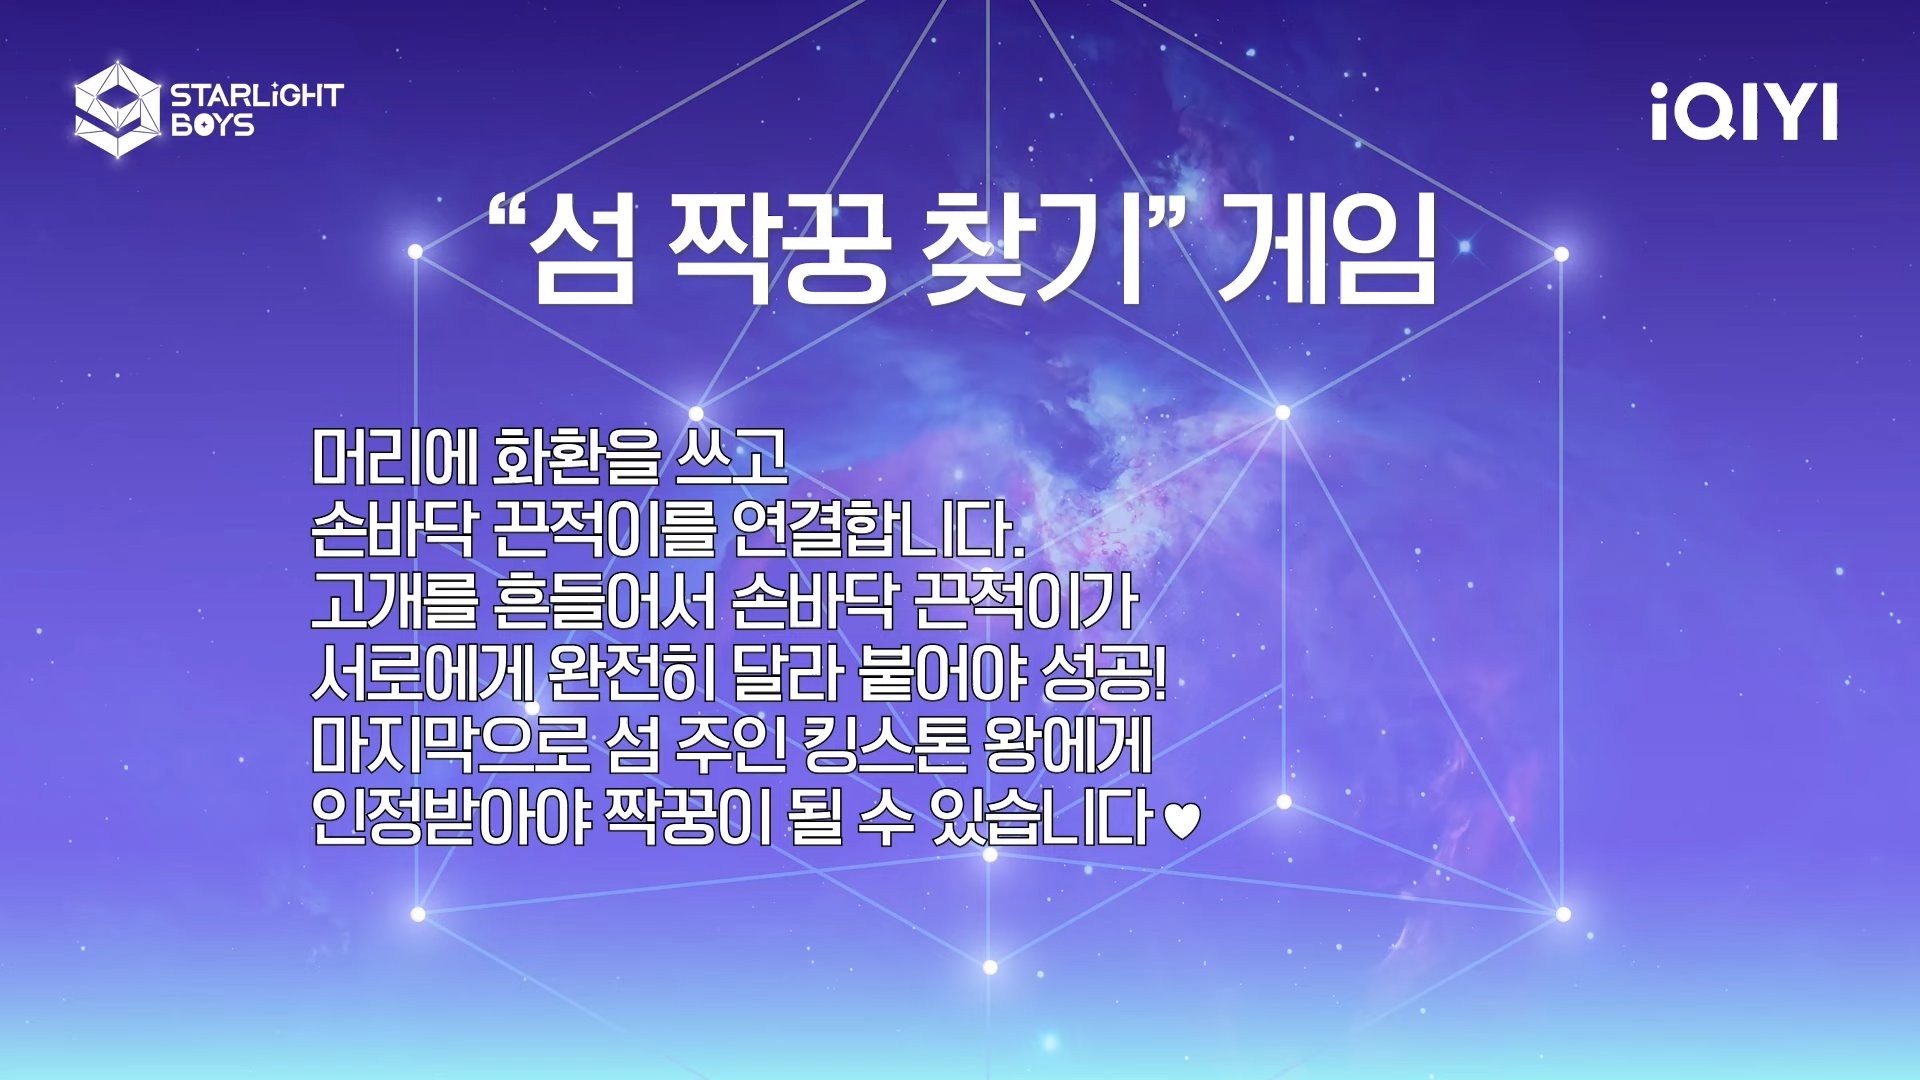 STARLiGHT
BOYS
iQIYI
“섬 짝꿍 찾기” 게임
머리에 화환을 쓰고
손바닥 끈적이를 연결합니다.
고개를 흔들어서 손바닥 끈적이가
서로에게 완전히 달라 붙어야 성공!
마지막으로 섬 주인 킹스톤 왕에게
인정받아야 짝꿍이 될 수 있습니다♥